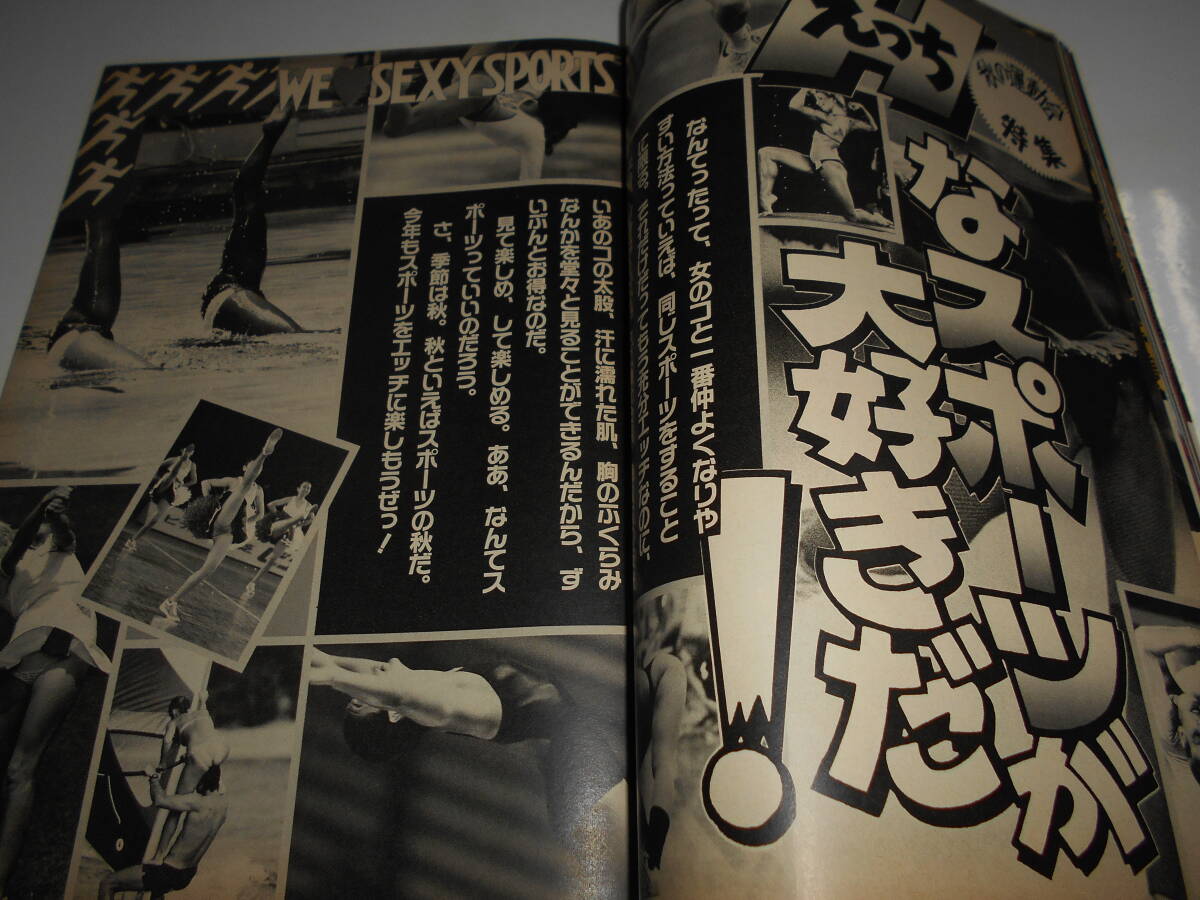 WE♥SEXY SPORTS
えっち
秋の運動会
特集
なスポーツが
大好きだ!
なんてったって、女のコと一番仲よくなりや
すい方法っていえば、同じスポーツをすること
いあのコの太股、汗に濡れた肌、胸のふくらみ
なんかを堂々と見ることができるんだから、ず
いぶんとお得なのだ。
見て楽しめ、して楽しめる。ああ、なんてス
ポーツっていいのだろう。
さ、季節は秋。秋といえばスポーツの秋だ。
今年もスポーツをエッチに楽しもうぜっ!